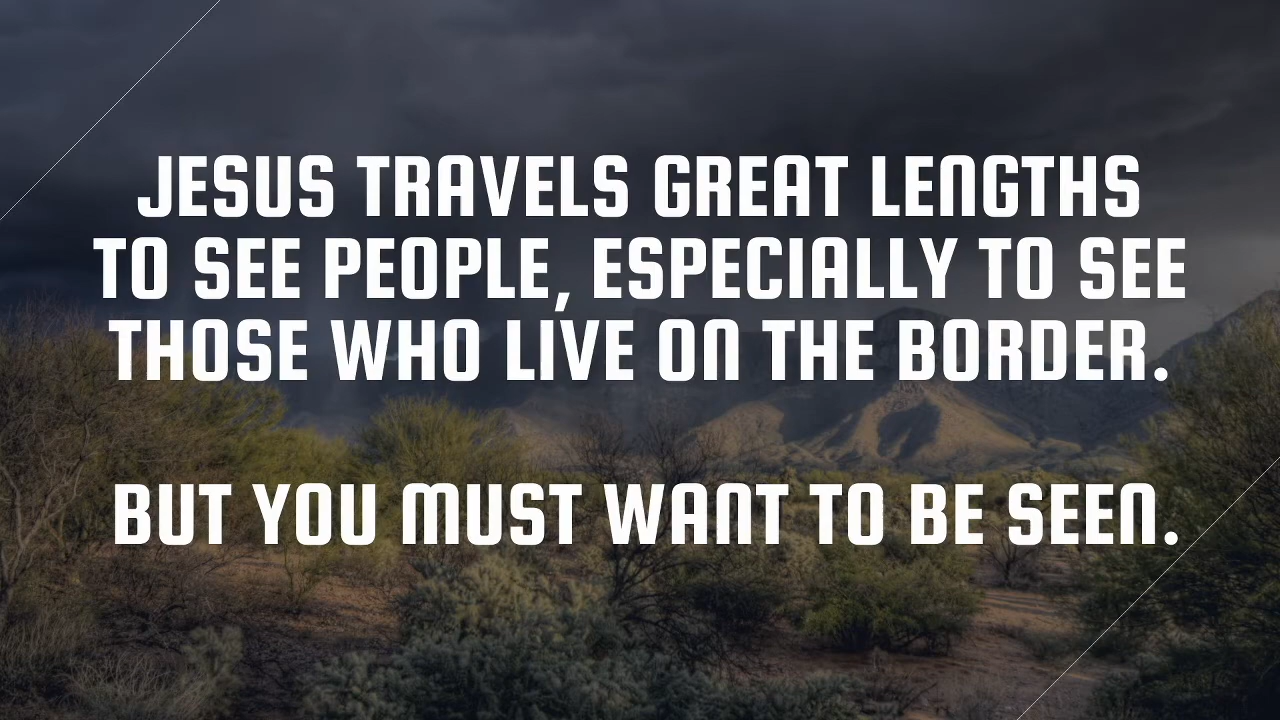 JESUS TRAVELS GREAT LENGTHS
TO SEE PEOPLE, ESPECIALLY TO SEE
THOSE WHO LIVE ON THE BORDER.
BUT YOU MUST WANT TO BE SEEN.